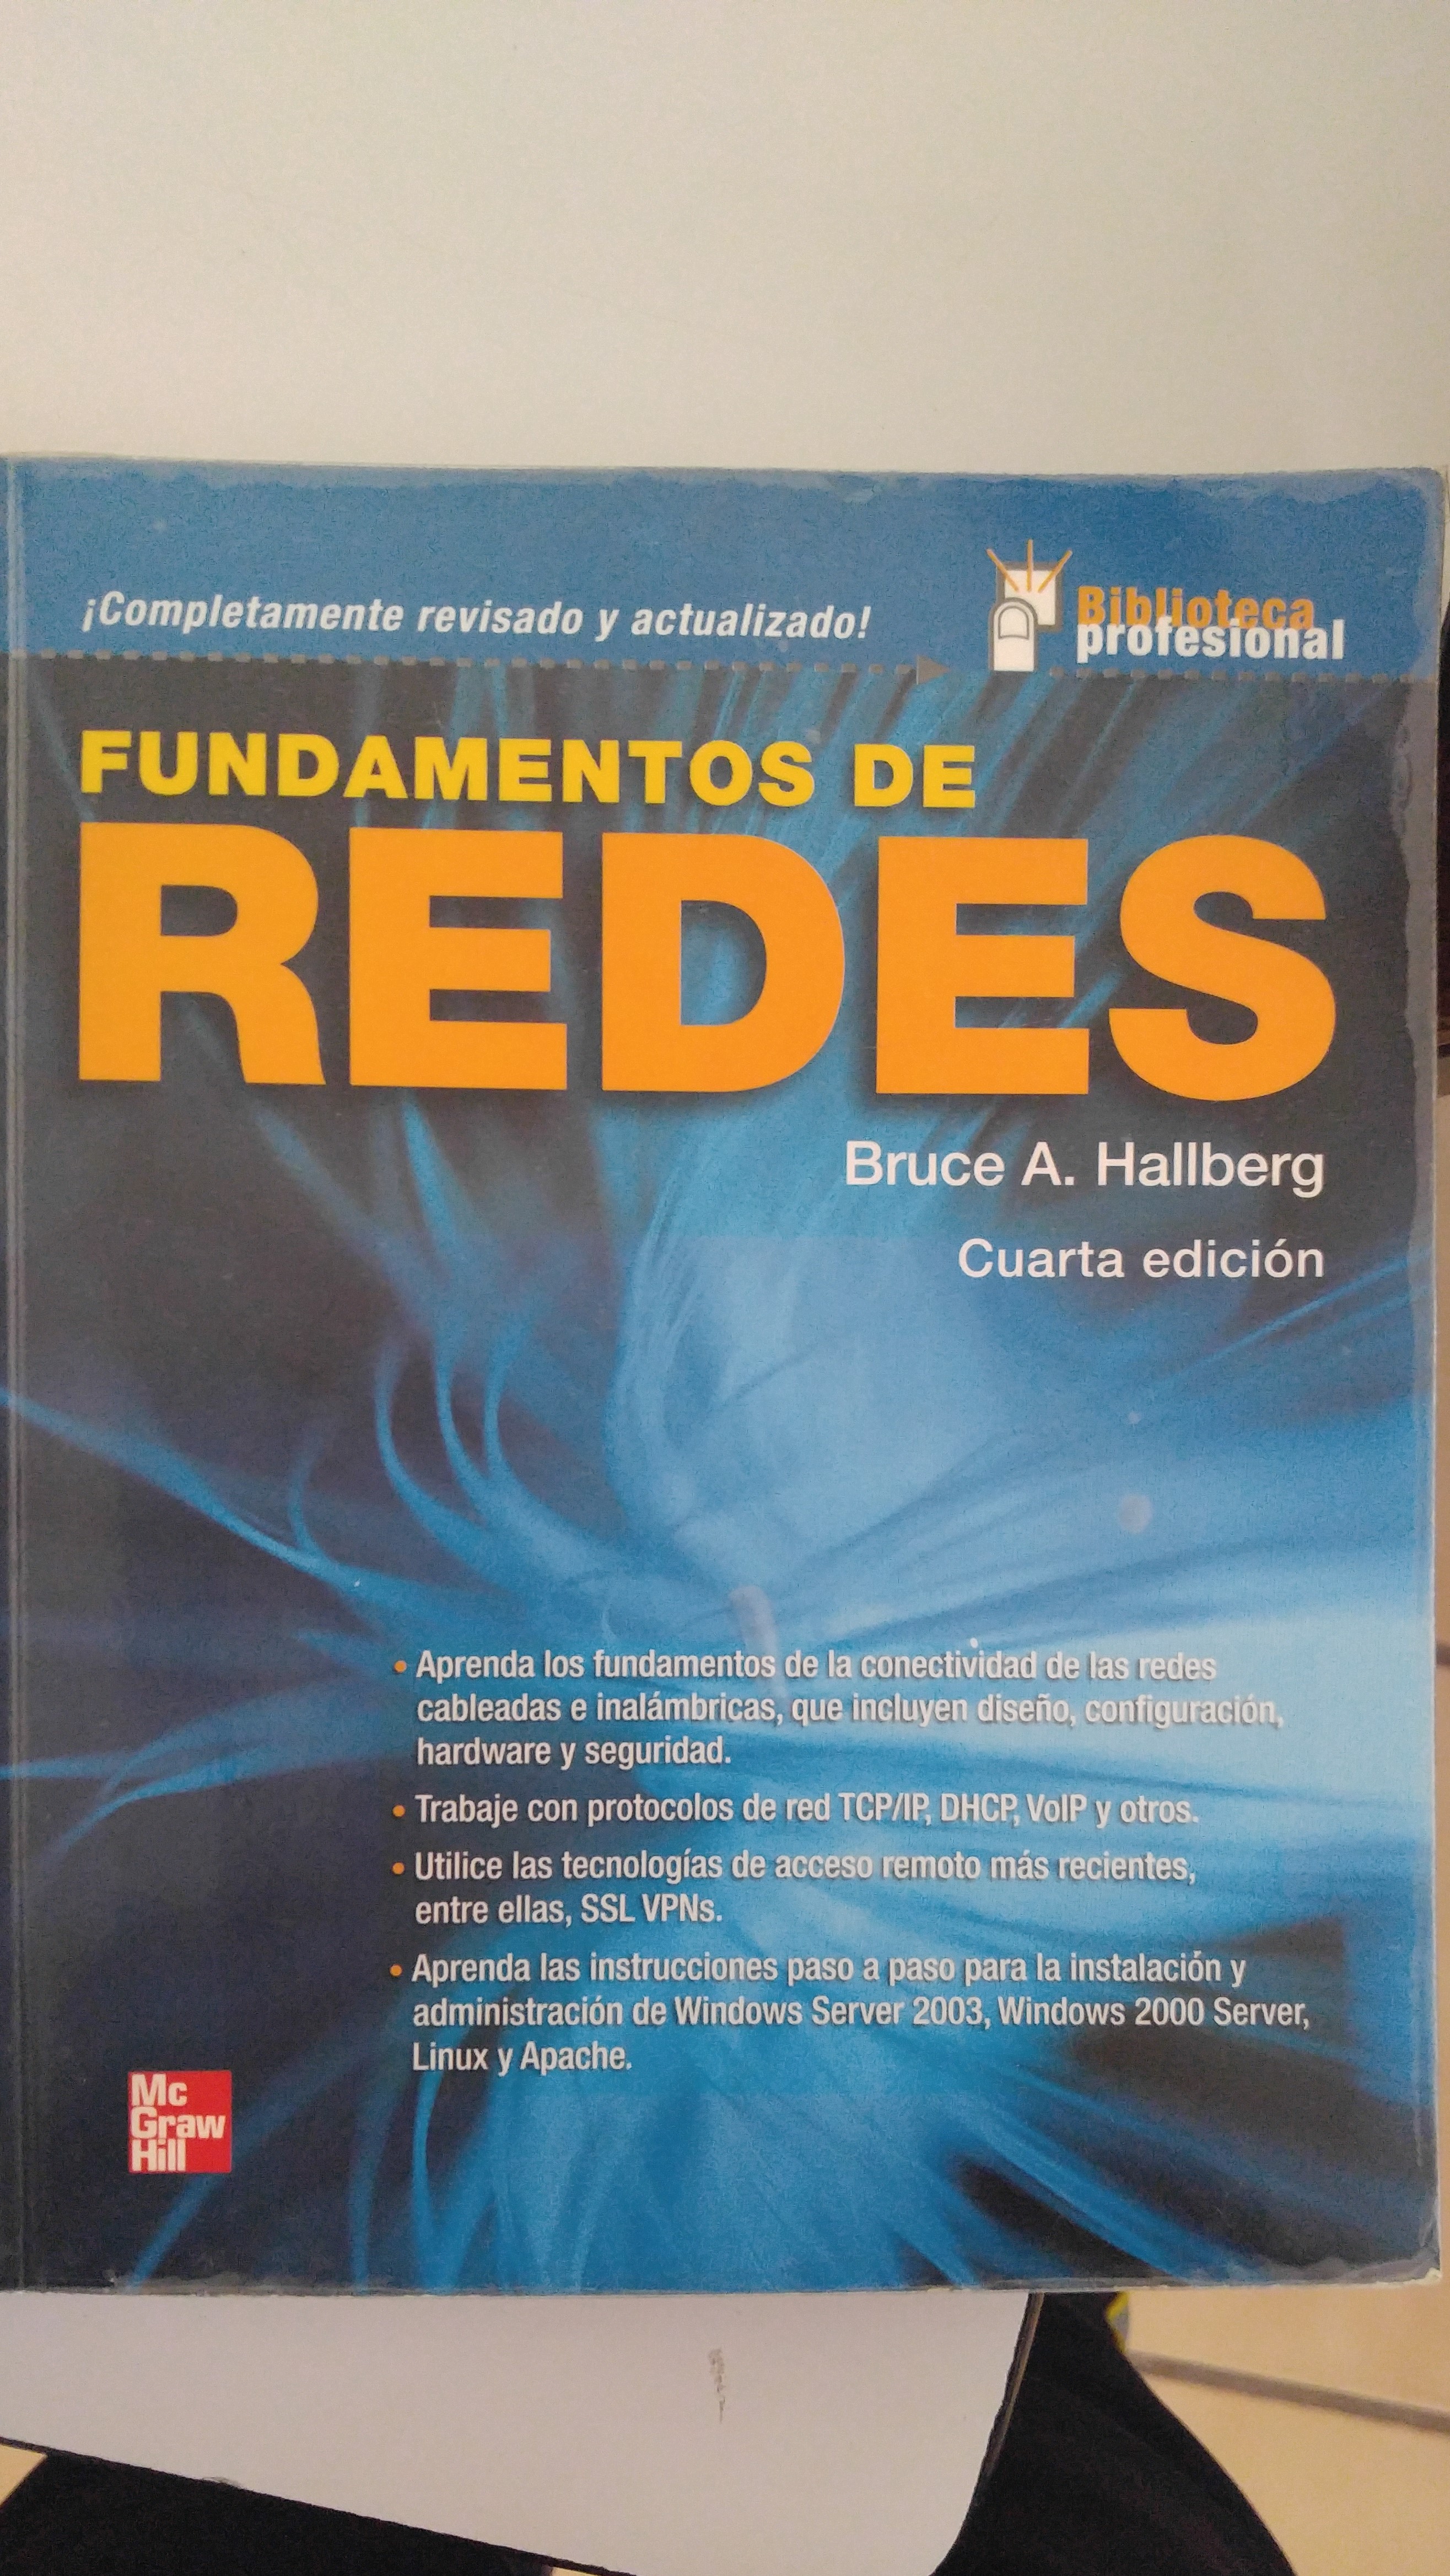 ¡Completamente revisado y actualizado!
Biblioteca
profesional
FUNDAMENTOS DE
REDES
Bruce A. Hallberg
Cuarta edición
• Aprenda los fundamentos de la conectividad de las redes
cableadas e inalámbricas, que incluyen diseño, configuración,
hardware y seguridad.
• Trabaje con protocolos de red TCP/IP, DHCP, VoIP y otros.
• Utilice las tecnologías de acceso remoto más recientes,
entre ellas, SSL VPNs.
• Aprenda las instrucciones paso a paso para la instalación y
administración de Windows Server 2003, Windows 2000 Server,
Linux y Apache.
Mc
Graw
Hill